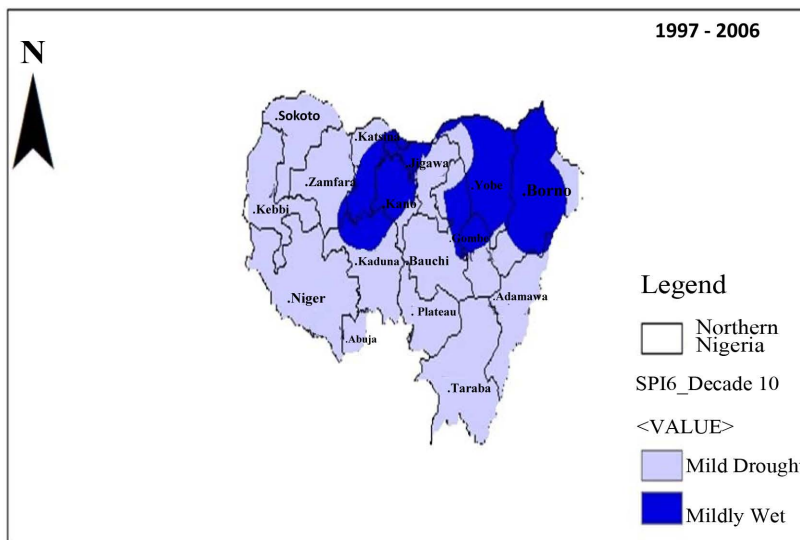 1997 - 2006
N
.Sokoto
.Katsina
Jigawa
.Zamfara
.Yobe
.Borno
.Kano
.Kebbi
.Gombe
.Kaduna
.Bauchi
.Niger
.Adamawa
.Plateau
.Abuja
.Taraba
Legend
Northern
Nigeria
SPI6_Decade 10
<VALUE>
Mild Drought
Mildly Wet